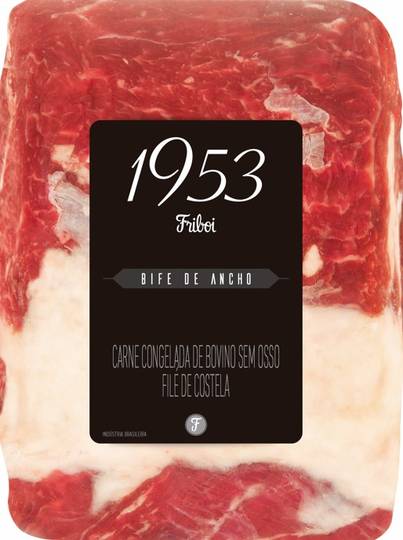 1953
Friboi
BIFE DE ANCHO
CARNE CONGELADA DE BOVINO SEM OSSO
FILÉ DE COSTELA
F
INDÚSTRIA BRASILEIRA